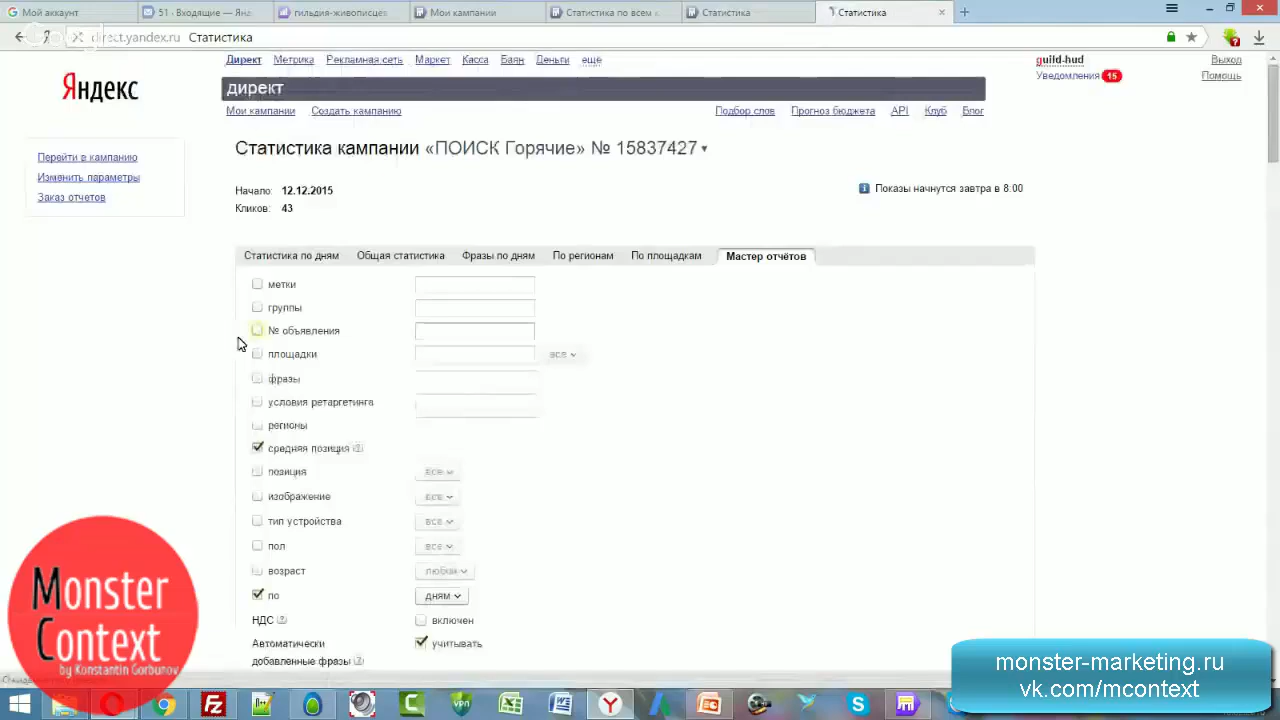 Мой аккаунт
51 - Входящие — Янд
гильдия-живописцев
Мои кампании
Статистика по всем к
Статистика
Статистика
direct.yandex.ru Статистика
Директ Метрика Рекламная сеть Маркет Касса Баян Деньги ещё
guild-hud
Выход
Уведомления 15
Помощь
Яндекс
директ
Мои кампании Создать кампанию Подбор слов Прогноз бюджета API Клуб Блог
Перейти в кампанию
Изменить параметры
Заказ отчетов
Статистика кампании «ПОИСК Горячие» № 15837427
Начало: 12.12.2015
Показы начнутся завтра в 8:00
Кликов: 43
Статистика по дням Общая статистика Фразы по дням По регионам По площадкам Мастер отчётов
метки
группы
№ объявления
площадки все
фразы
условия ретаргетинга
регионы
средняя позиция
позиция все
изображение все
тип устройства все
пол все
возраст любой
по дням
НДС включен
Автоматически учитывать
добавленные фразы
Monster
Context
by Konstantin Gorbunov
monster-marketing.ru
vk.com/mcontext